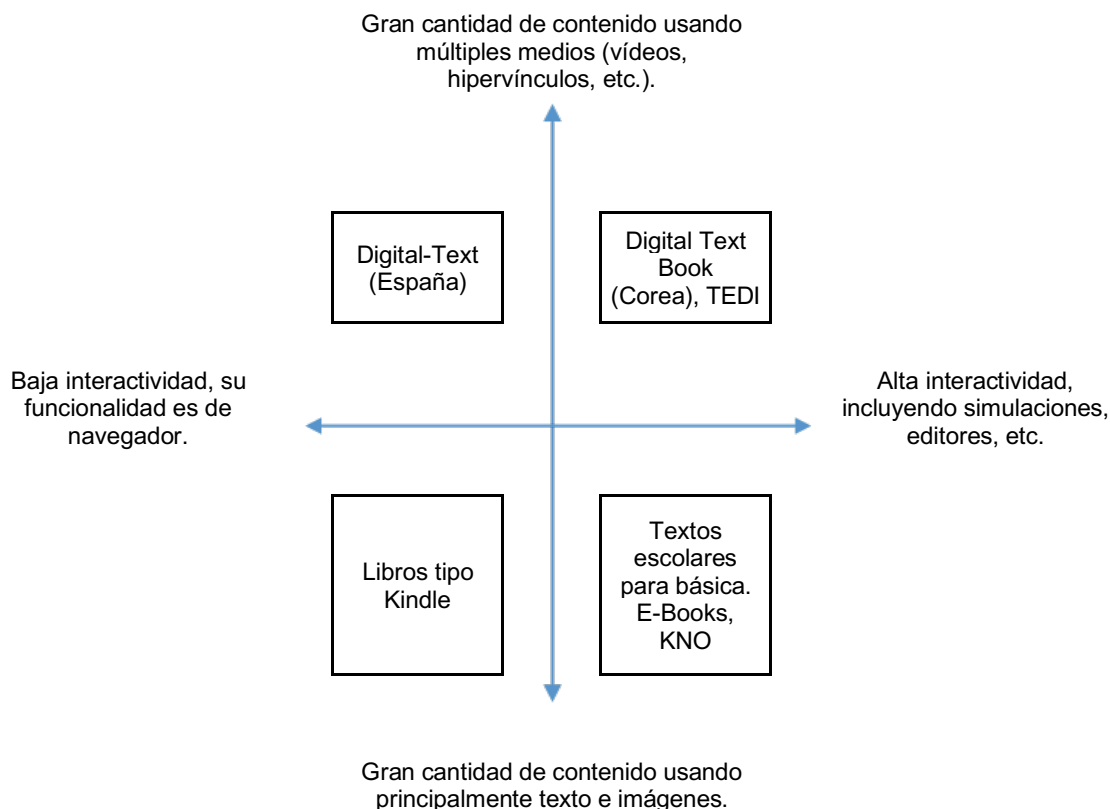 Gran cantidad de contenido usando
múltiples medios (vídeos,
hipervínculos, etc.).
Digital-Text
(España)
Digital Text
Book
(Corea), TEDI
Baja interactividad, su
funcionalidad es de
navegador.
Alta interactividad,
incluyendo simulaciones,
editores, etc.
Libros tipo
Kindle
Textos
escolares
para básica.
E-Books,
KNO
Gran cantidad de contenido usando
principalmente texto e imágenes.